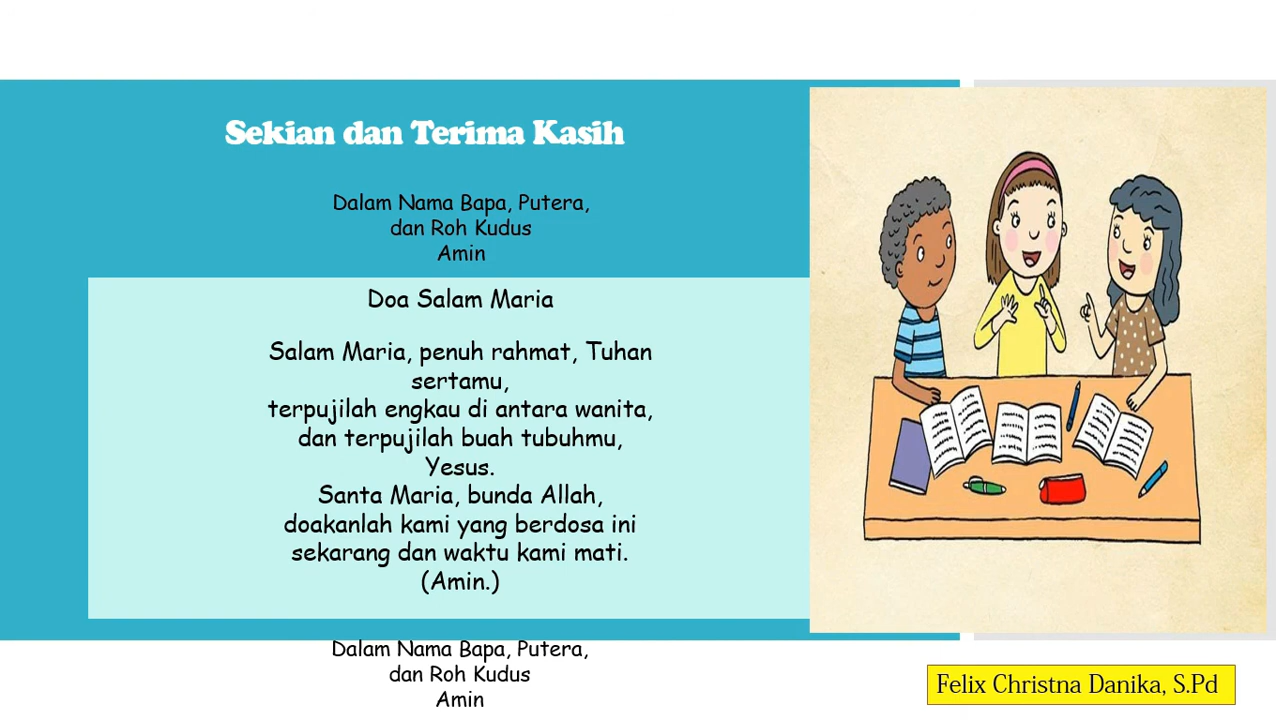 Sekian dan Terima Kasih
Dalam Nama Bapa, Putera,
dan Roh Kudus
Amin
Doa Salam Maria
Salam Maria, penuh rahmat, Tuhan
sertamu,
terpujilah engkau di antara wanita,
dan terpujilah buah tubuhmu,
Yesus.
Santa Maria, bunda Allah,
doakanlah kami yang berdosa ini
sekarang dan waktu kami mati.
(Amin.)
Dalam Nama Bapa, Putera,
dan Roh Kudus
Amin
Felix Christna Danika, S.Pd